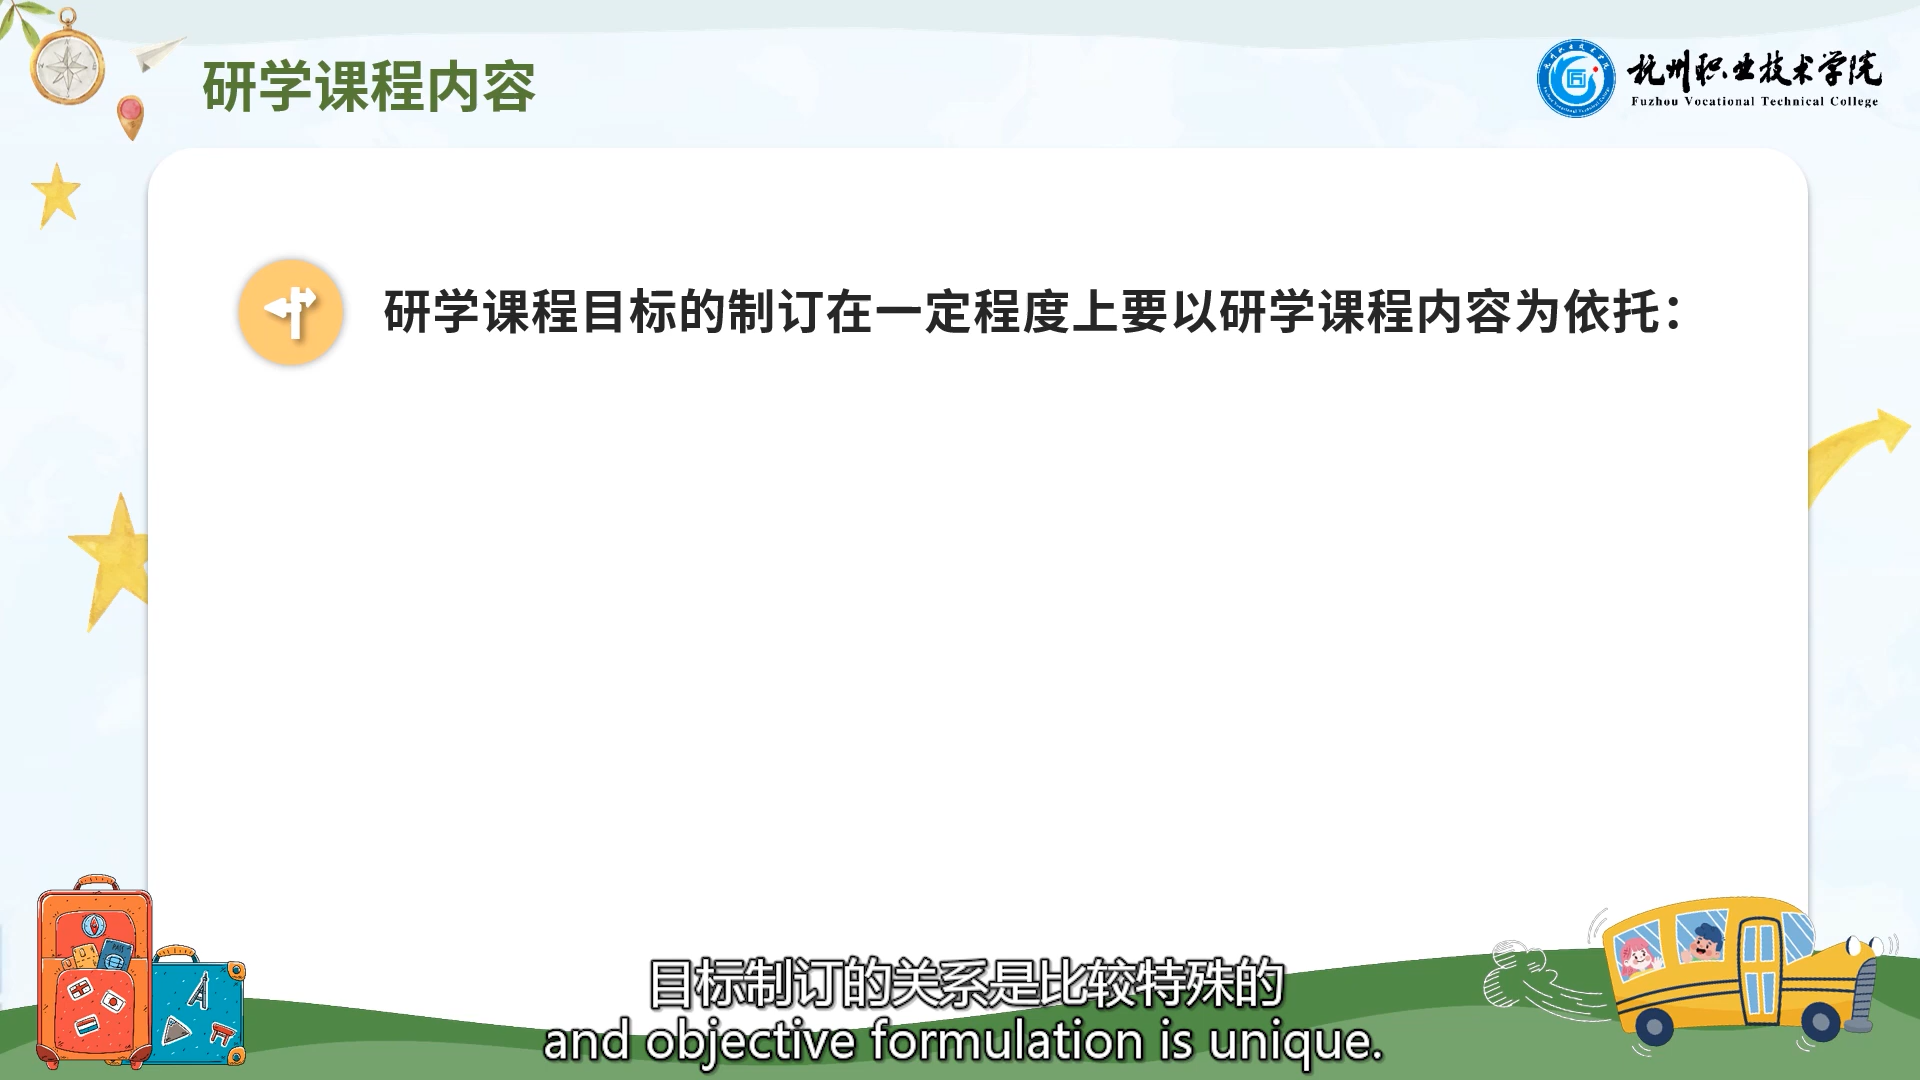 研学课程内容
杭州职业技术学院
Fuzhou Vocational Technical College
研学课程目标的制订在一定程度上要以研学课程内容为依托：
目标制订的关系是比较特殊的
and objective formulation is unique.